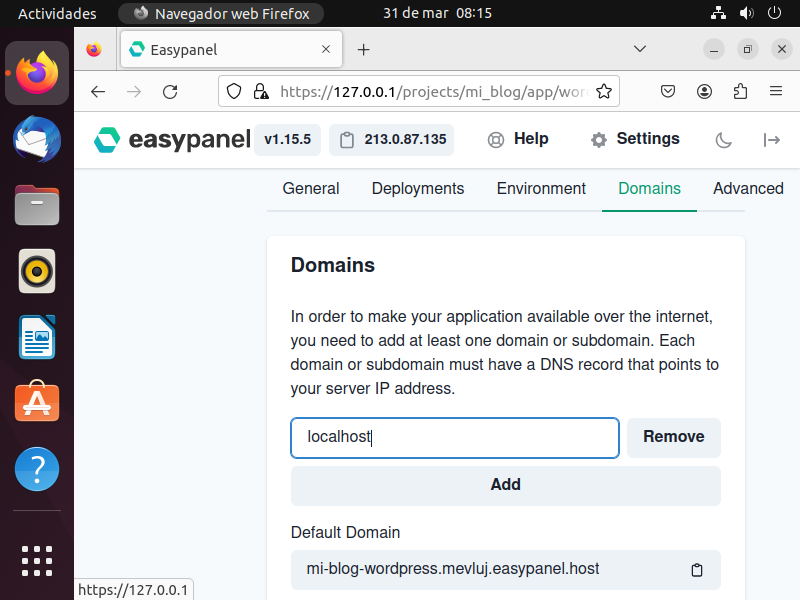 Actividades Navegador web Firefox 31 de mar 08:15
Easypanel
https://127.0.0.1/projects/mi_blog/app/wor
easypanel v1.15.5 213.0.87.135 Help Settings
General Deployments Environment Domains Advanced
Domains
In order to make your application available over the internet,
you need to add at least one domain or subdomain. Each
domain or subdomain must have a DNS record that points to
your server IP address.
localhost Remove
Add
Default Domain
mi-blog-wordpress.mevluj.easypanel.host
https://127.0.0.1